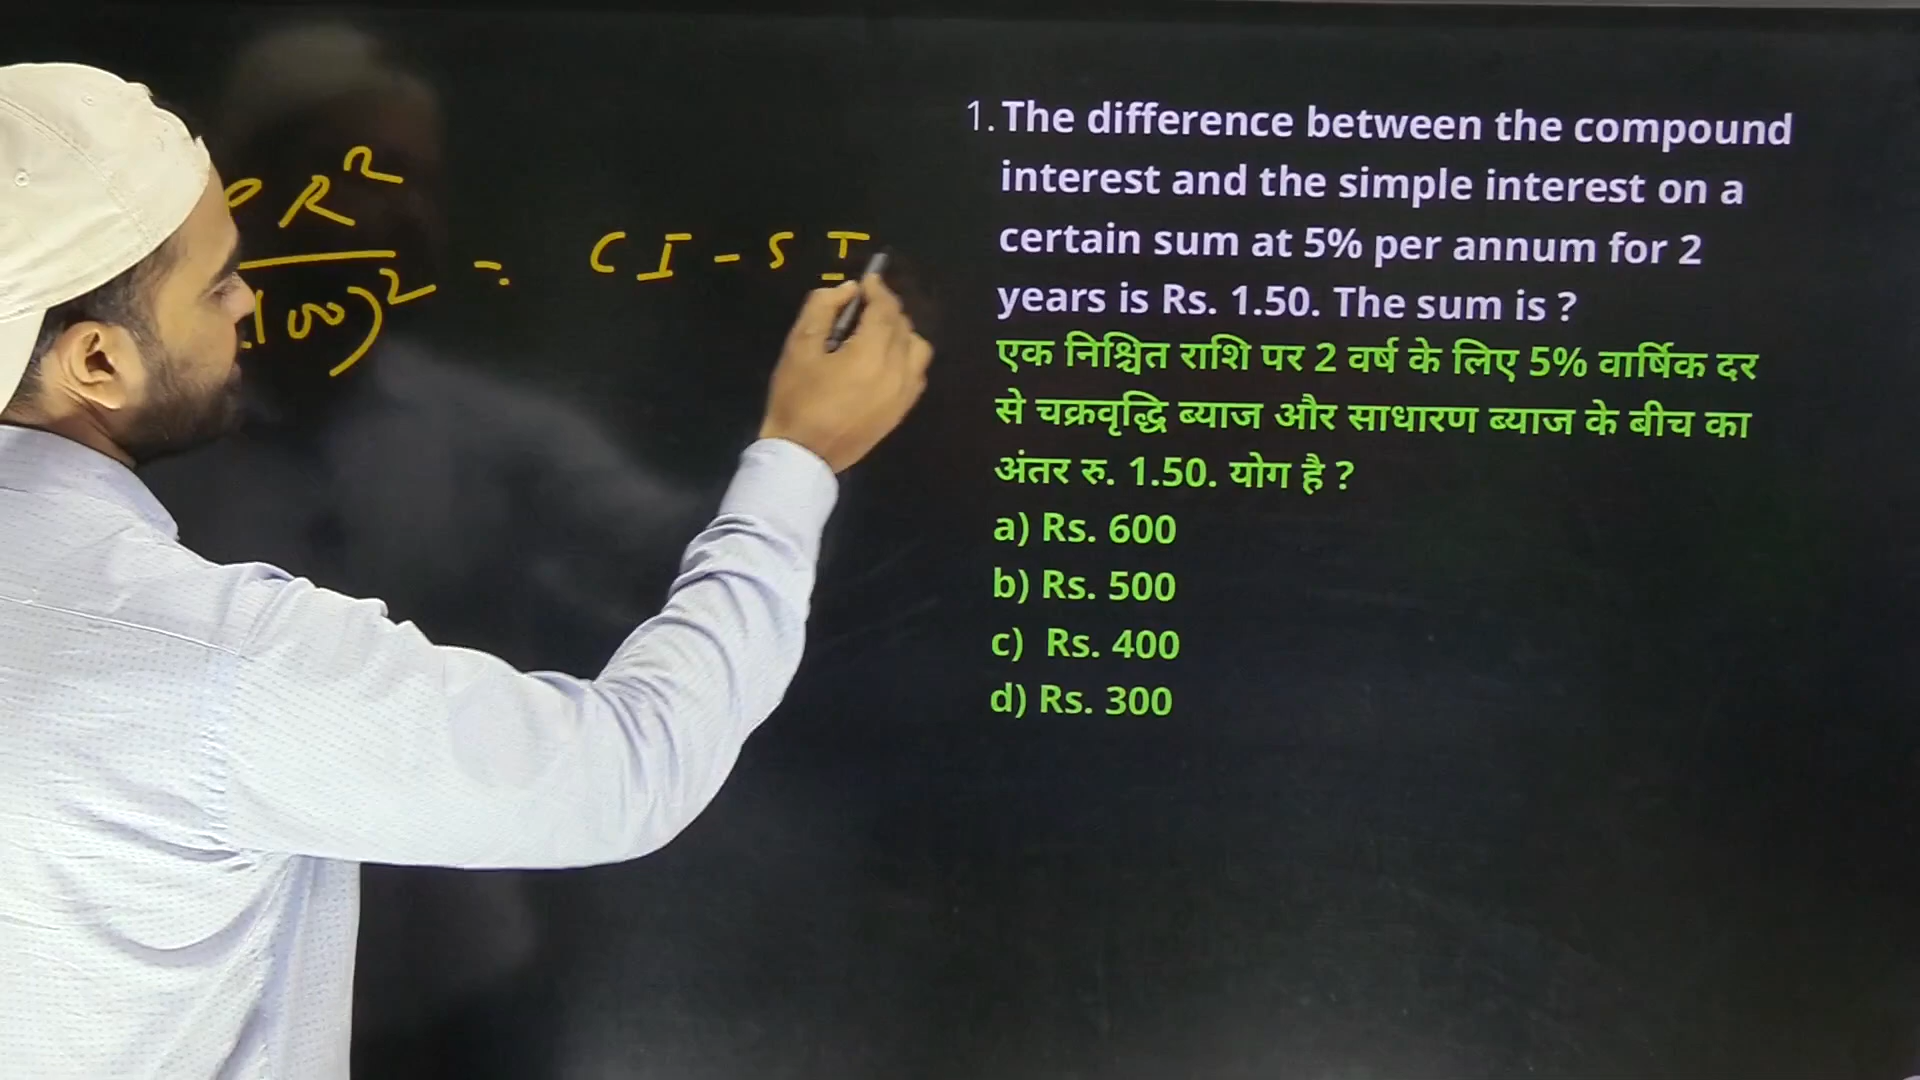 P R²
(100)² = CI - SI
1. The difference between the compound
interest and the simple interest on a
certain sum at 5% per annum for 2
years is Rs. 1.50. The sum is ?
एक निश्चित राशि पर 2 वर्ष के लिए 5% वार्षिक दर
से चक्रवृद्धि ब्याज और साधारण ब्याज के बीच का
अंतर रु. 1.50. योग है ?
a) Rs. 600
b) Rs. 500
c) Rs. 400
d) Rs. 300